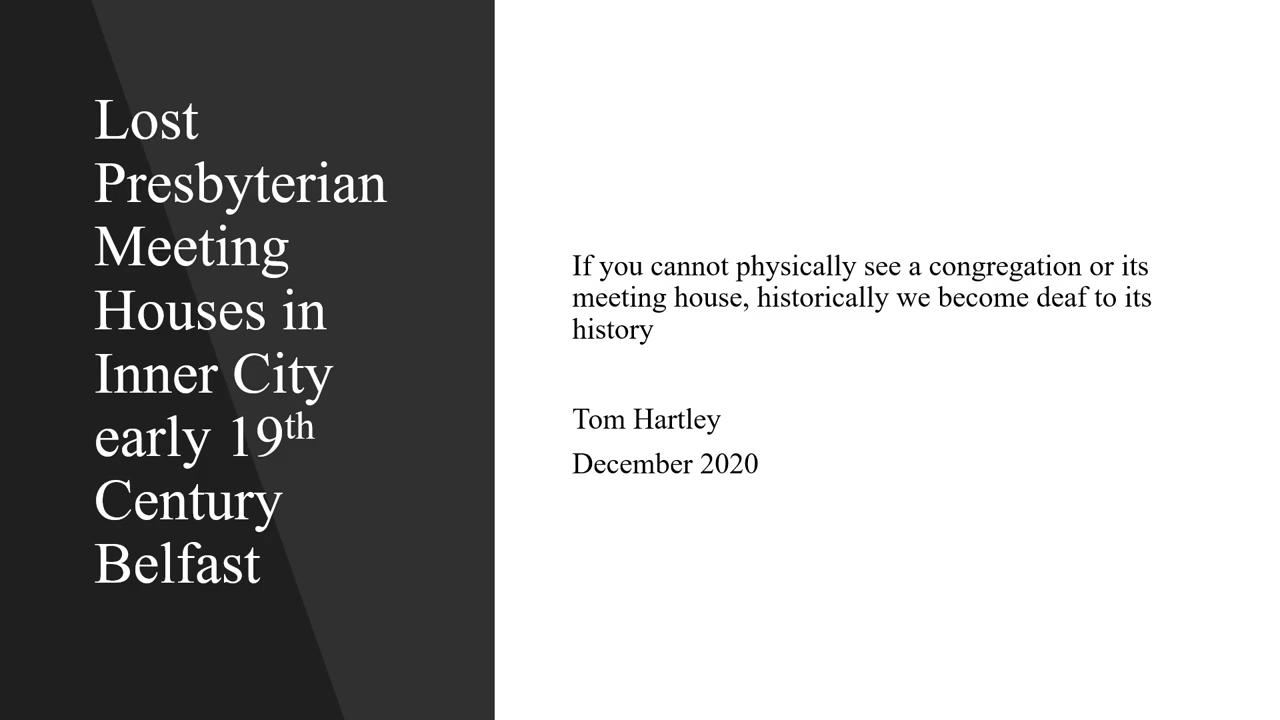 Lost
Presbyterian
Meeting
Houses in
Inner City
early 19th
Century
Belfast
If you cannot physically see a congregation or its
meeting house, historically we become deaf to its
history
Tom Hartley
December 2020